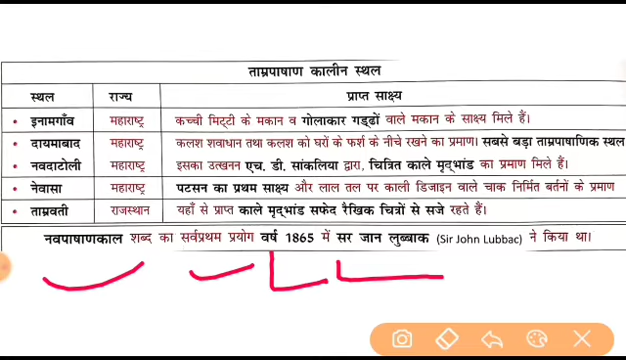 ताम्रपाषाण कालीन स्थल
स्थल राज्य प्राप्त साक्ष्य
• इनामगाँव महाराष्ट्र कच्ची मिट्टी के मकान व गोलाकार गड्ढों वाले मकान के साक्ष्य मिले हैं।
• दायमाबाद महाराष्ट्र कलश शवाधान तथा कलश को घरों के फर्श के नीचे रखने का प्रमाण। सबसे बड़ा ताम्रपाषाणिक स्थल
• नवदाटोली महाराष्ट्र इसका उत्खनन एच. डी. सांकलिया द्वारा, चित्रित काले मृद्भांड का प्रमाण मिले हैं।
• नेवासा महाराष्ट्र पटसन का प्रथम साक्ष्य और लाल तल पर काली डिजाइन वाले चाक निर्मित बर्तनों के प्रमाण
• ताम्रवती राजस्थान यहाँ से प्राप्त काले मृद्भांड सफेद रैखिक चित्रों से सजे रहते हैं।
नवपाषाणकाल शब्द का सर्वप्रथम प्रयोग वर्ष 1865 में सर जान लुब्बाक (Sir John Lubbac) ने किया था।